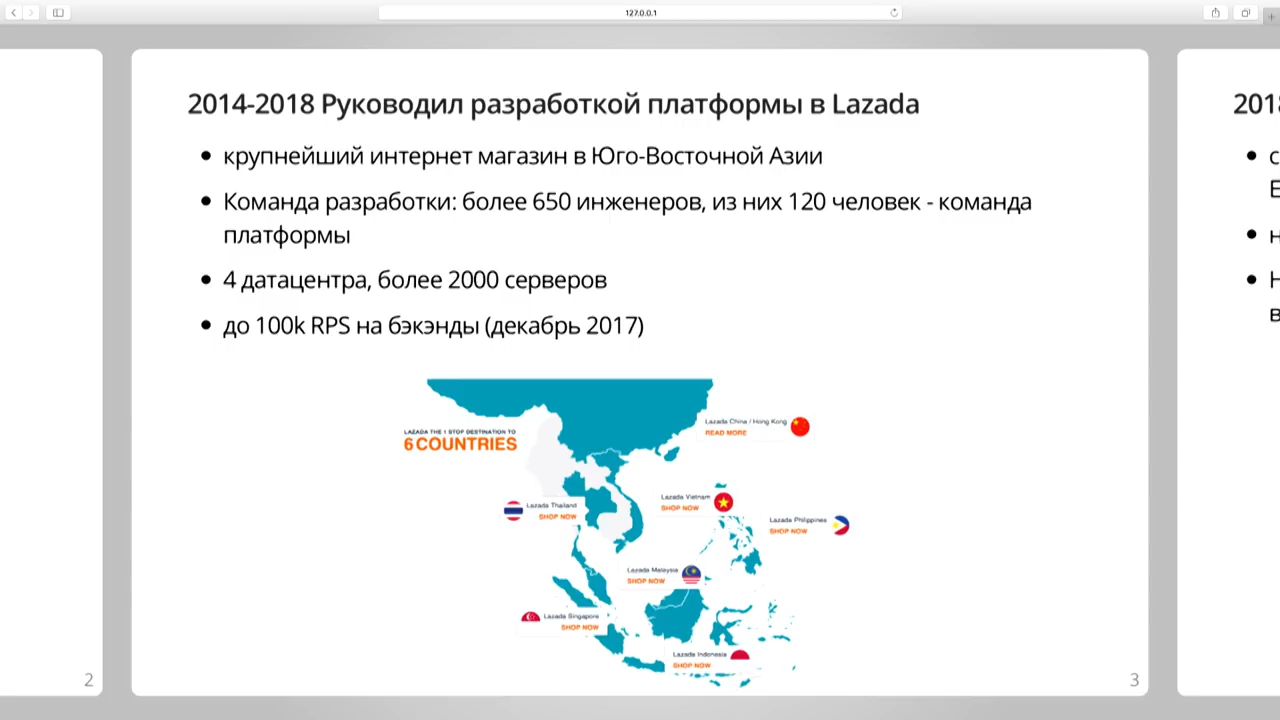 127.0.0.1
2014-2018 Руководил разработкой платформы в Lazada
крупнейший интернет магазин в Юго-Восточной Азии
Команда разработки: более 650 инженеров, из них 120 человек - команда
платформы
4 датацентра, более 2000 серверов
до 100k RPS на бэкэнды (декабрь 2017)
LAZADA THE 1 STOP DESTINATION TO
6 COUNTRIES
Lazada China / Hong Kong
READ MORE
Lazada Thailand
SHOP NOW
Lazada Vietnam
SHOP NOW
Lazada Philippines
SHOP NOW
Lazada Malaysia
SHOP NOW
Lazada Singapore
SHOP NOW
Lazada Indonesia
SHOP NOW
2
3